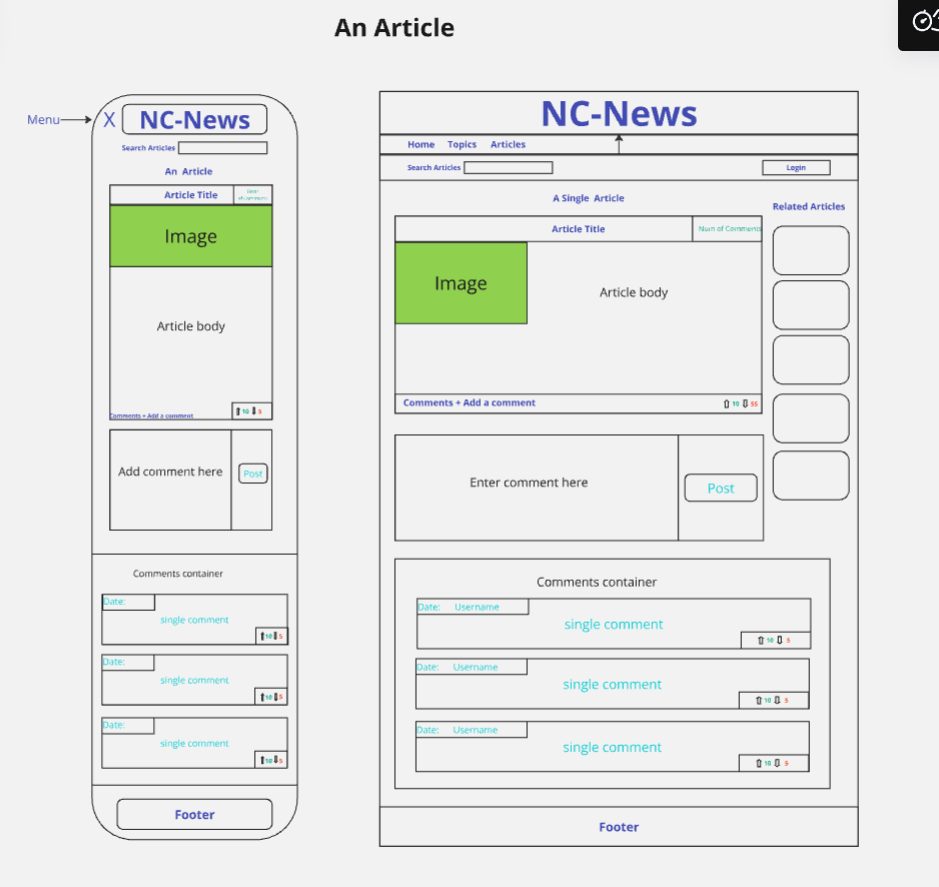 An Article
Menu
X
NC-News
Search Articles
An Article
Article Title
Image
Article body
Comments + Add a comment
10 5
Add comment here
Post
Comments container
Date:
single comment
10 5
Date:
single comment
10 5
Date:
single comment
10 5
Footer
NC-News
Home Topics Articles
Search Articles
Login
A Single Article
Related Articles
Article Title
Num of Comments
Image
Article body
Comments + Add a comment
10 55
Enter comment here
Post
Comments container
Date: Username
single comment
10 5
Date: Username
single comment
10 5
Date: Username
single comment
10 5
Footer